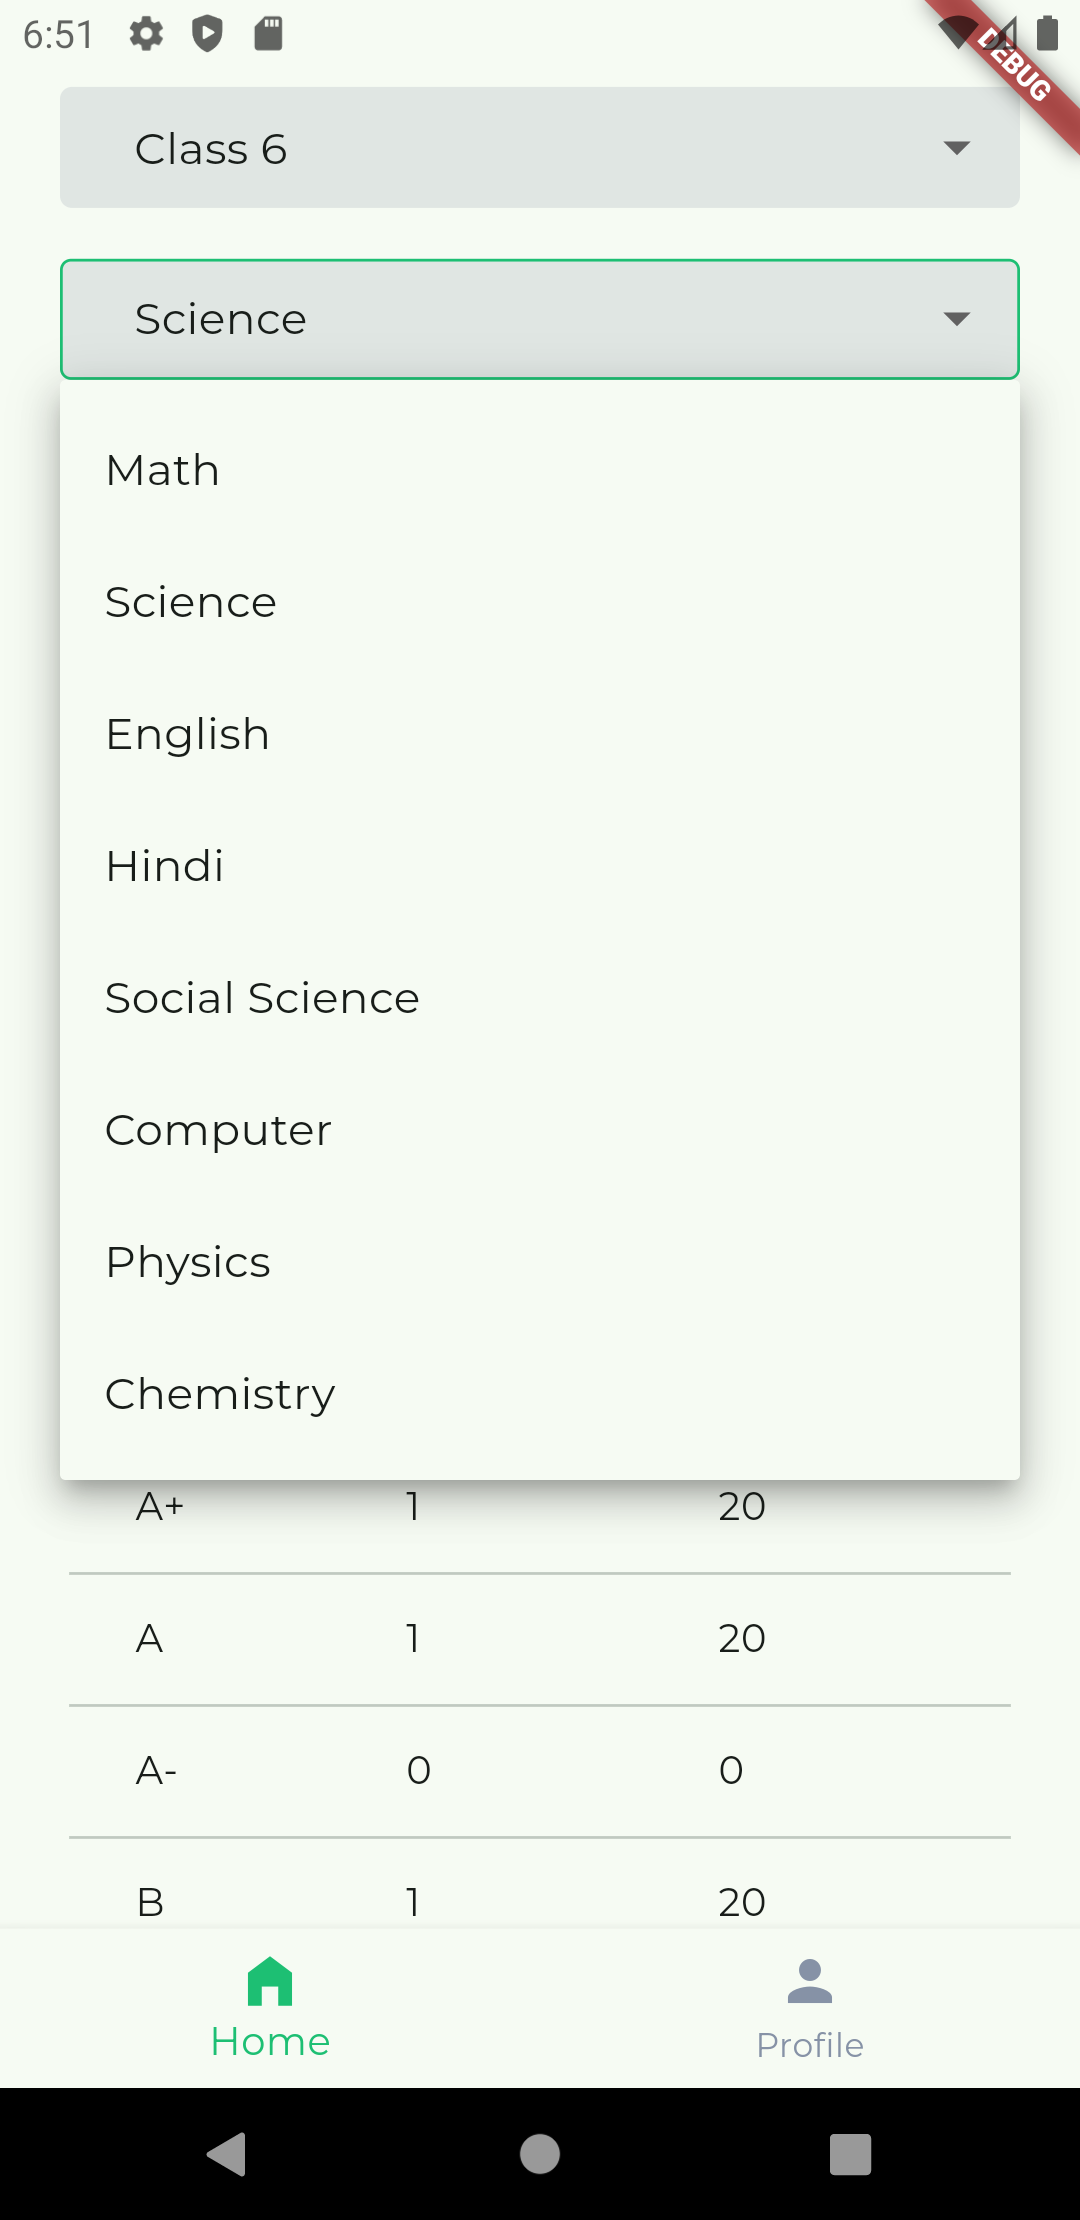 6:51
DEBUG
Class 6
Science
Math
Science
English
Hindi
Social Science
Computer
Physics
Chemistry
A+ 1 20
A 1 20
A- 0 0
B 1 20
Home Profile